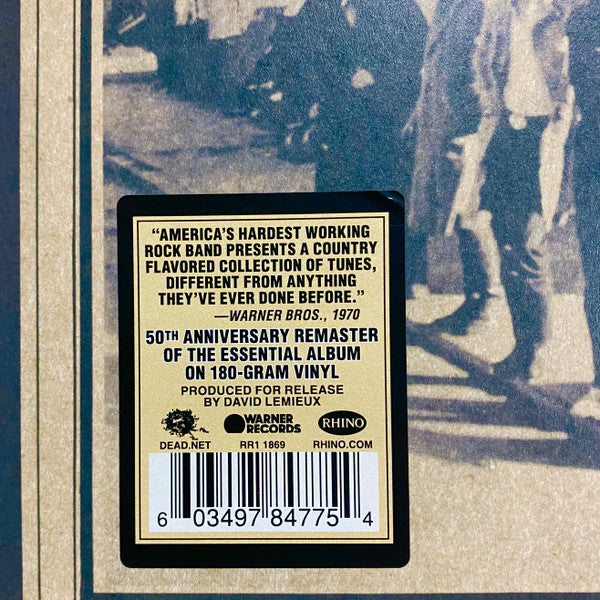 “AMERICA'S HARDEST WORKING
ROCK BAND PRESENTS A COUNTRY
FLAVORED COLLECTION OF TUNES,
DIFFERENT FROM ANYTHING
THEY'VE EVER DONE BEFORE.”
—WARNER BROS., 1970
50TH ANNIVERSARY REMASTER
OF THE ESSENTIAL ALBUM
ON 180-GRAM VINYL
PRODUCED FOR RELEASE
BY DAVID LEMIEUX
WARNER
RECORDS
RHINO
DEAD.NET RR1 1869 RHINO.COM
6 03497 84775 4